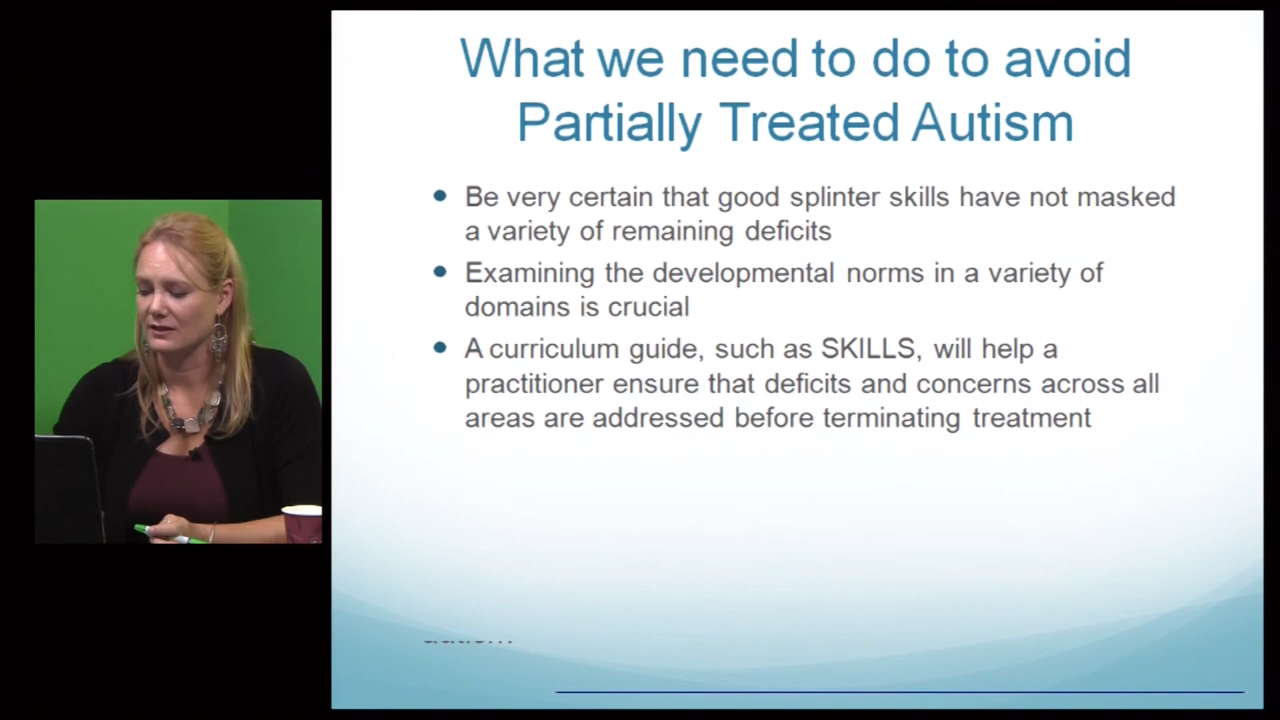 What we need to do to avoid
Partially Treated Autism
Be very certain that good splinter skills have not masked
a variety of remaining deficits
Examining the developmental norms in a variety of
domains is crucial
A curriculum guide, such as SKILLS, will help a
practitioner ensure that deficits and concerns across all
areas are addressed before terminating treatment